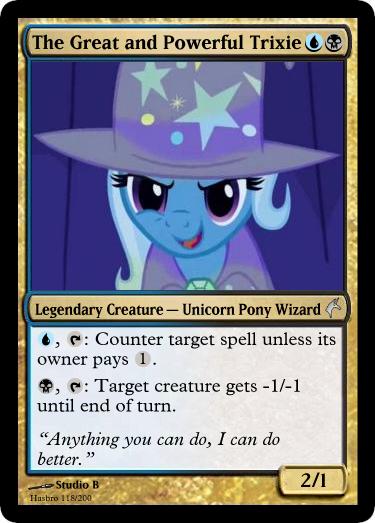 The Great and Powerful Trixie
Legendary Creature — Unicorn Pony Wizard
, : Counter target spell unless its
owner pays 1.
, : Target creature gets -1/-1
until end of turn.
“Anything you can do, I can do
better.”
Studio B
2/1
Hasbro 118/200